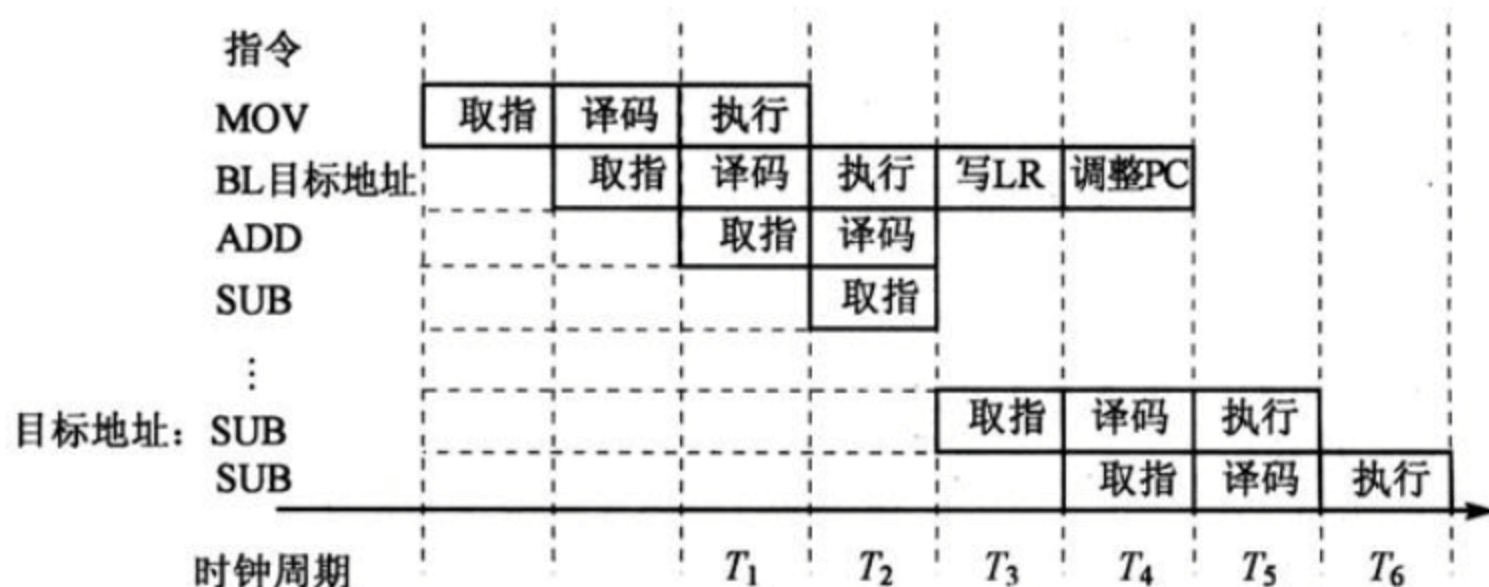 指令
MOV 取指 译码 执行
BL目标地址 取指 译码 执行 写LR 调整PC
ADD 取指 译码
SUB 取指
⋮
目标地址：SUB 取指 译码 执行
SUB 取指 译码 执行
时钟周期 T1 T2 T3 T4 T5 T6